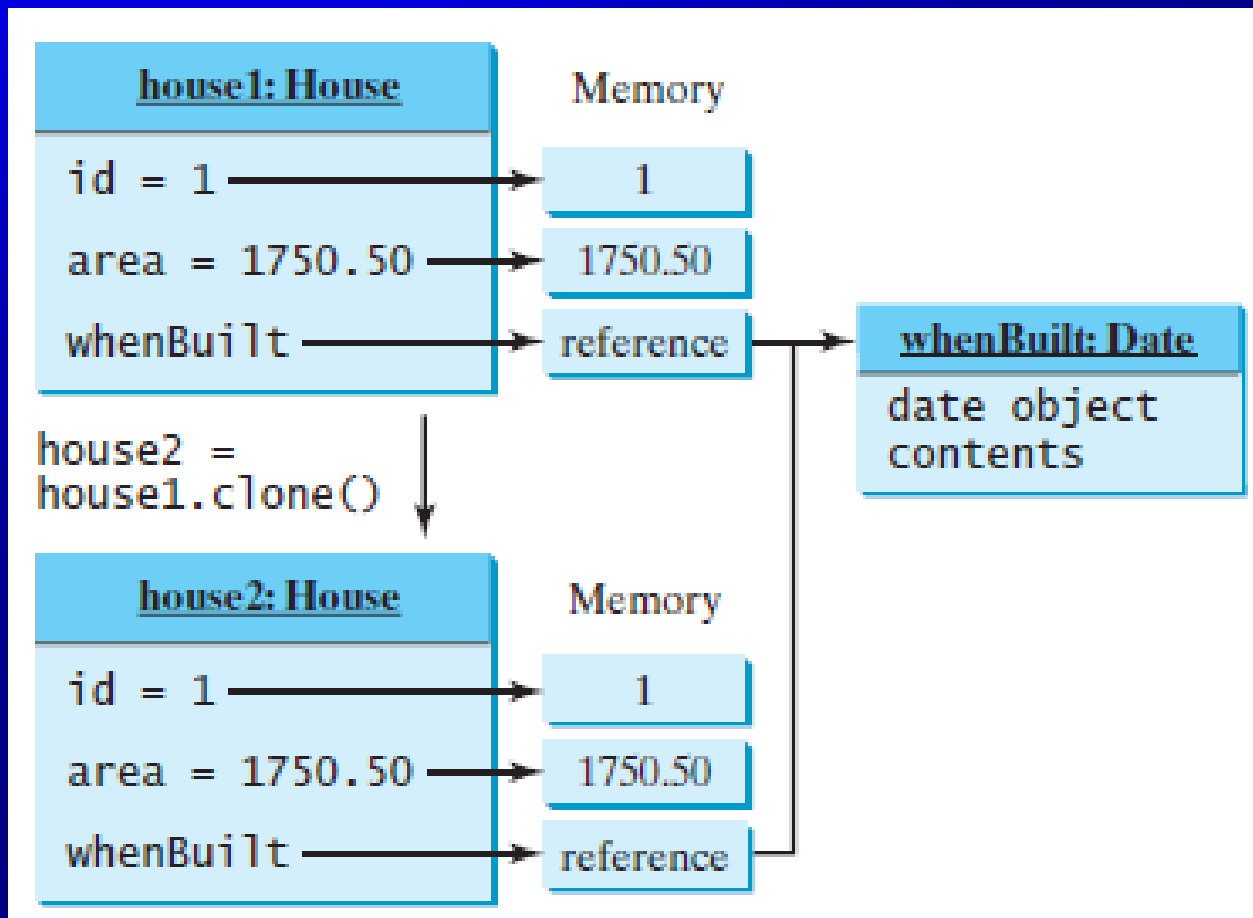 house1: House
Memory
id = 1
1
area = 1750.50
1750.50
whenBuilt
reference
whenBuilt: Date
date object
contents
house2 =
house1.clone()
house2: House
Memory
id = 1
1
area = 1750.50
1750.50
whenBuilt
reference